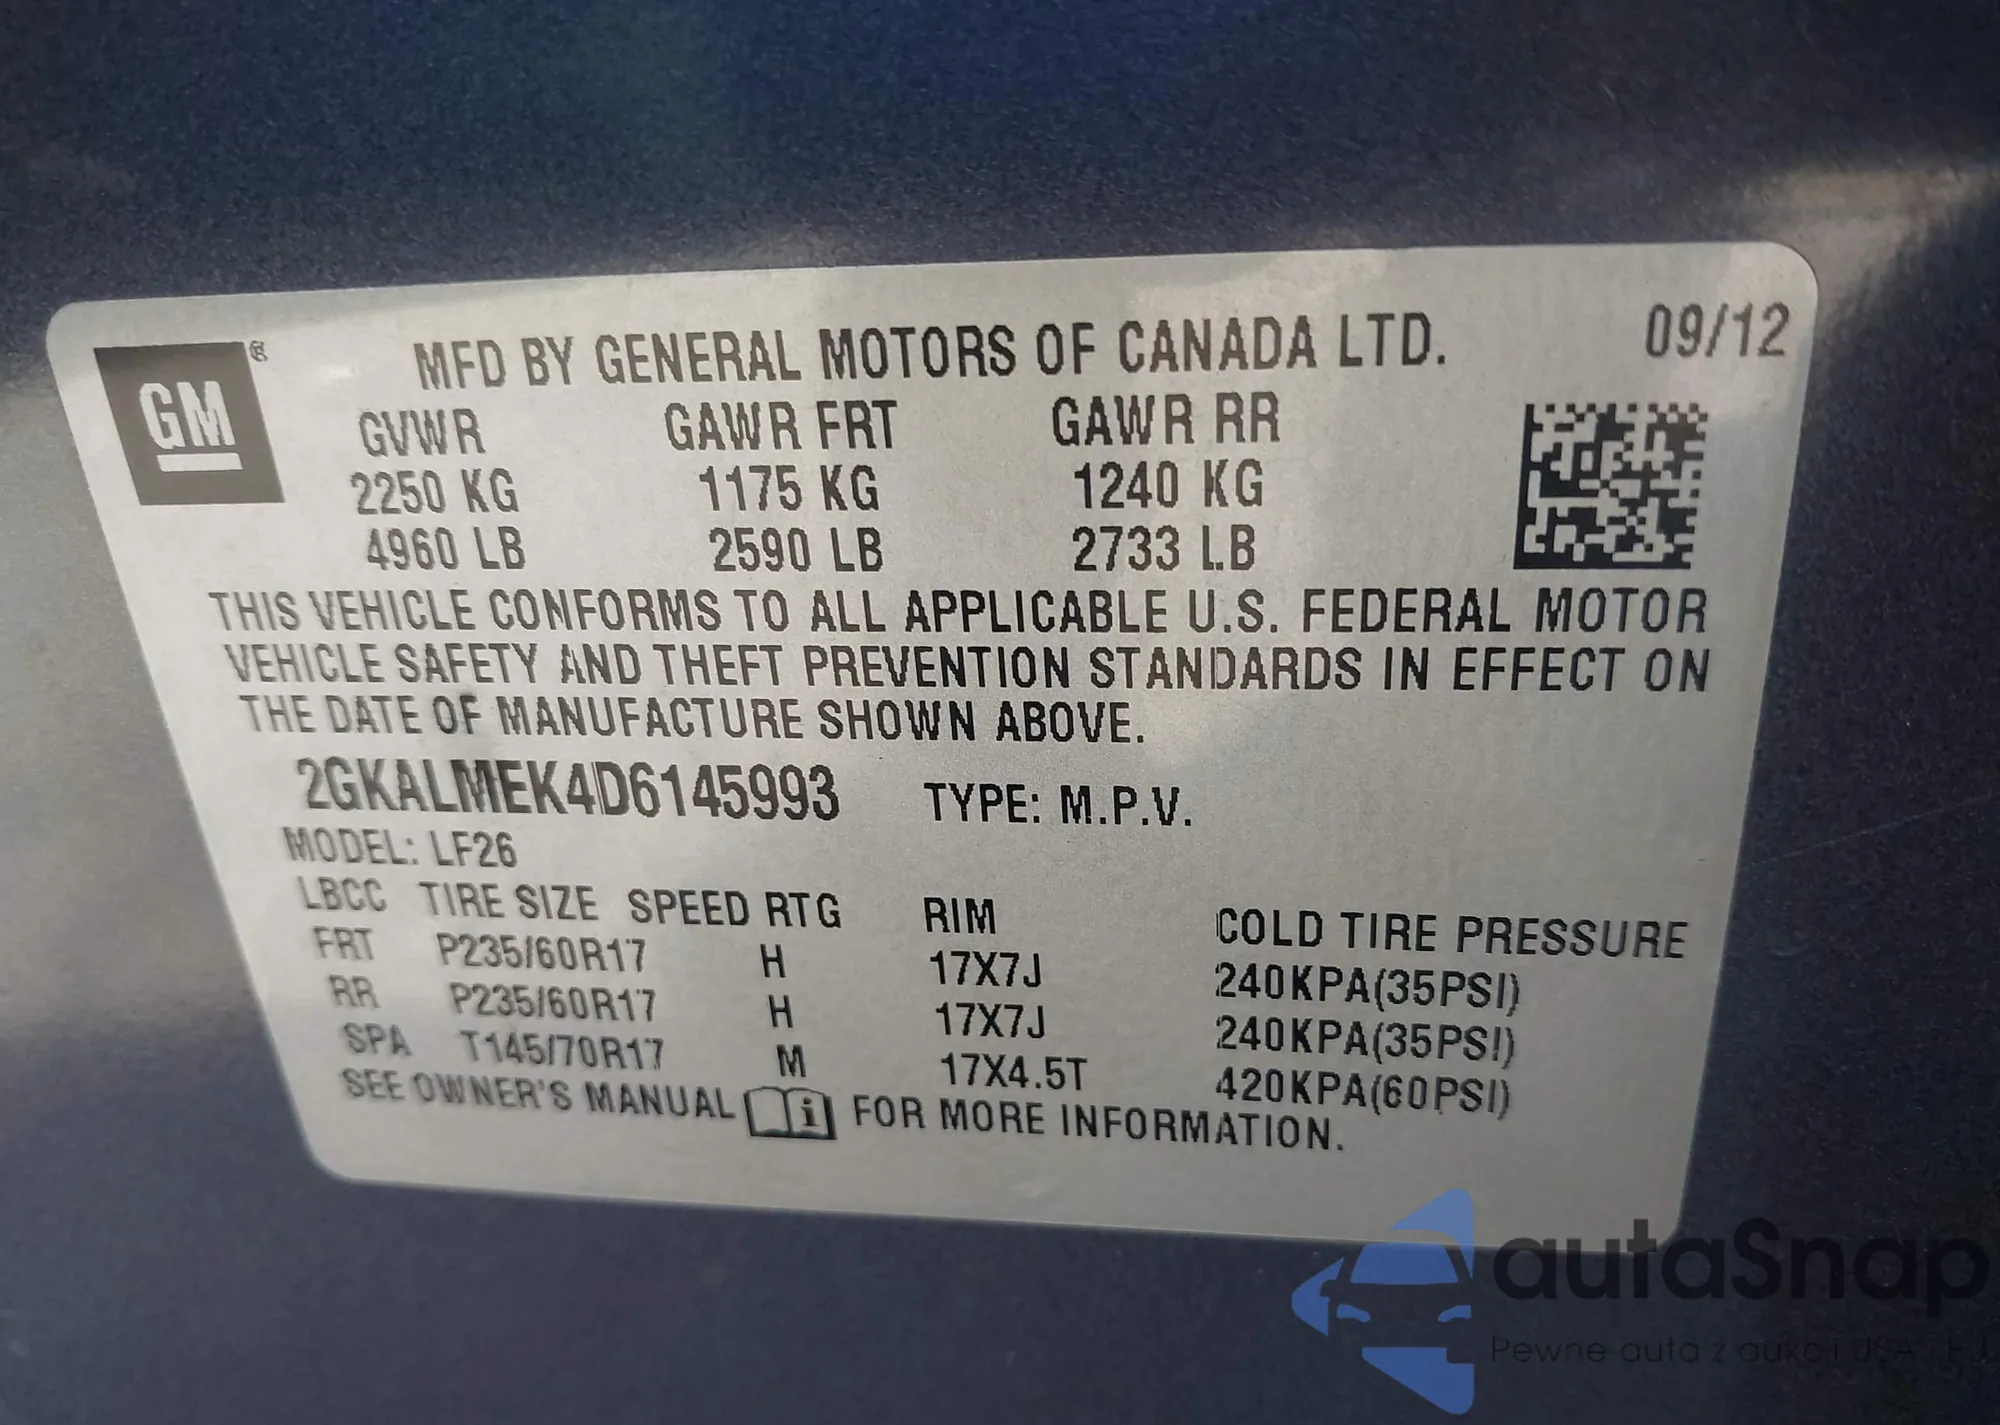 GM ® MFD BY GENERAL MOTORS OF CANADA LTD. 09/12
GVWR GAWR FRT GAWR RR
2250 KG 1175 KG 1240 KG
4960 LB 2590 LB 2733 LB
THIS VEHICLE CONFORMS TO ALL APPLICABLE U.S. FEDERAL MOTOR
VEHICLE SAFETY AND THEFT PREVENTION STANDARDS IN EFFECT ON
THE DATE OF MANUFACTURE SHOWN ABOVE.
2GKALMEK4D6145993 TYPE: M.P.V.
MODEL: LF26
LBCC TIRE SIZE SPEED RTG RIM COLD TIRE PRESSURE
FRT P235/60R17 H 17X7J 240KPA(35PSI)
RR P235/60R17 H 17X7J 240KPA(35PSI)
SPA T145/70R17 M 17X4.5T 420KPA(60PSI)
SEE OWNER'S MANUAL i FOR MORE INFORMATION.
autaSnap
Pewne auta z aukcji USA